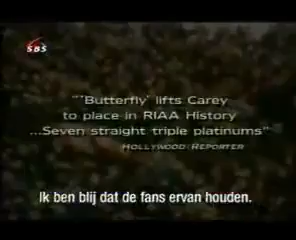 SBS
"'Butterfly' lifts Carey
to place in RIAA History
...Seven straight triple platinums"
Hollywood Reporter
Ik ben blij dat de fans ervan houden.